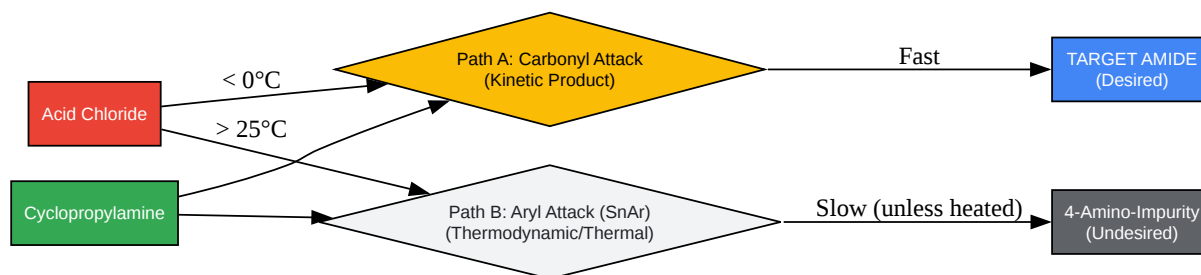 Acid Chloride
Cyclopropylamine
< 0°C
> 25°C
Path A: Carbonyl Attack
(Kinetic Product)
Path B: Aryl Attack (SnAr)
(Thermodynamic/Thermal)
Fast
Slow (unless heated)
TARGET AMIDE
(Desired)
4-Amino-Impurity
(Undesired)